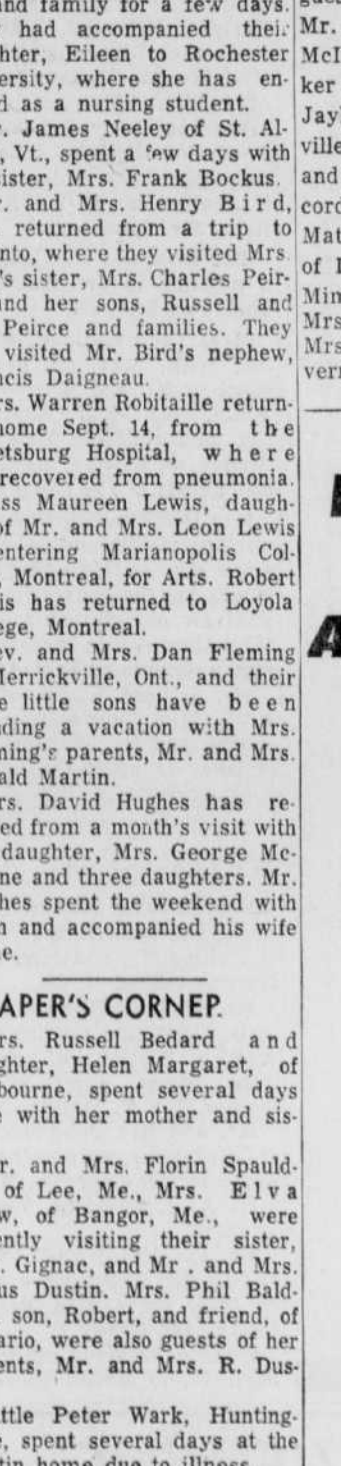 and family for a few days.
had accompanied their
hter, Eileen to Rochester
ersity, where she has en-
d as a nursing student.
. James Neeley of St. Al-
, Vt., spent a few days with
ister, Mrs. Frank Bockus.
. and Mrs. Henry Bird,
returned from a trip to
nto, where they visited Mrs.
's sister, Mrs. Charles Peir-
and her sons, Russell and
Peirce and families. They
visited Mr. Bird's nephew,
ncis Daigneau.
rs. Warren Robitaille return-
home Sept. 14, from the
etsburg Hospital, where
recovered from pneumonia.
ss Maureen Lewis, daugh-
of Mr. and Mrs. Leon Lewis
entering Marianopolis Col-
, Montreal, for Arts. Robert
is has returned to Loyola
ege, Montreal.
ev. and Mrs. Dan Fleming
Merrickville, Ont., and their
e little sons have been
nding a vacation with Mrs.
ming's parents, Mr. and Mrs.
ald Martin.
rs. David Hughes has re-
ed from a month's visit with
daughter, Mrs. George Mc-
ne and three daughters. Mr.
hes spent the weekend with
n and accompanied his wife
e.
APER'S CORNER
rs. Russell Bedard and
ghter, Helen Margaret, of
bourne, spent several days
e with her mother and sis-
r. and Mrs. Florin Spauld-
of Lee, Me., Mrs. Elva
w, of Bangor, Me., were
ently visiting their sister,
. Gignac, and Mr . and Mrs.
us Dustin. Mrs. Phil Bald-
son, Robert, and friend, of
ario, were also guests of her
ents, Mr. and Mrs. R. Dus-
ttle Peter Wark, Hunting-
, spent several days at the
tin home due to illness
Mr.
McI
ker
Jay
ville
and
cord
Mat
of
Min
Mrs
Mrs
vern
A